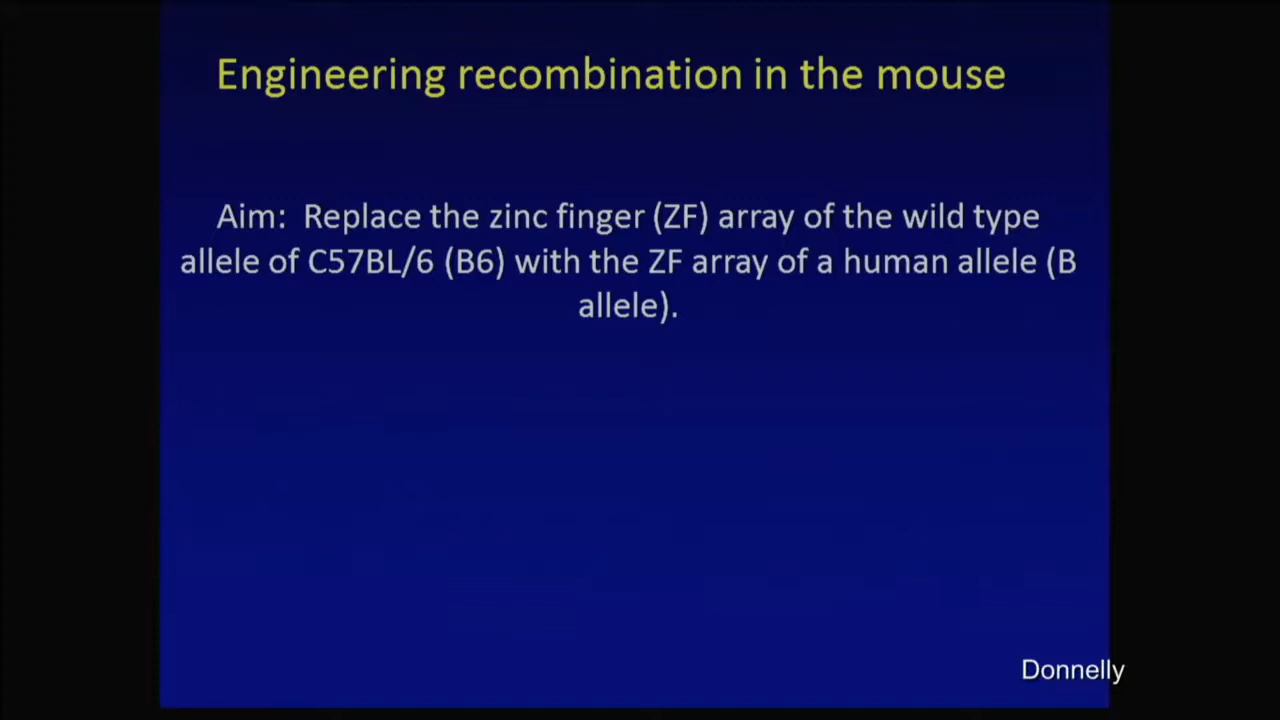 Engineering recombination in the mouse
Aim: Replace the zinc finger (ZF) array of the wild type
allele of C57BL/6 (B6) with the ZF array of a human allele (B
allele).
Donnelly